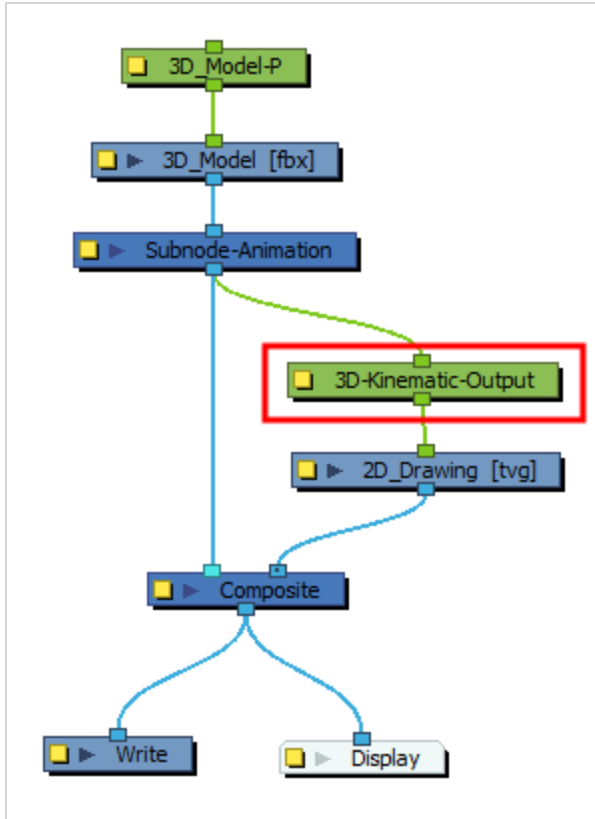 3D_Model-P
3D_Model [fbx]
Subnode-Animation
3D-Kinematic-Output
2D_Drawing [tvg]
Composite
Write
Display